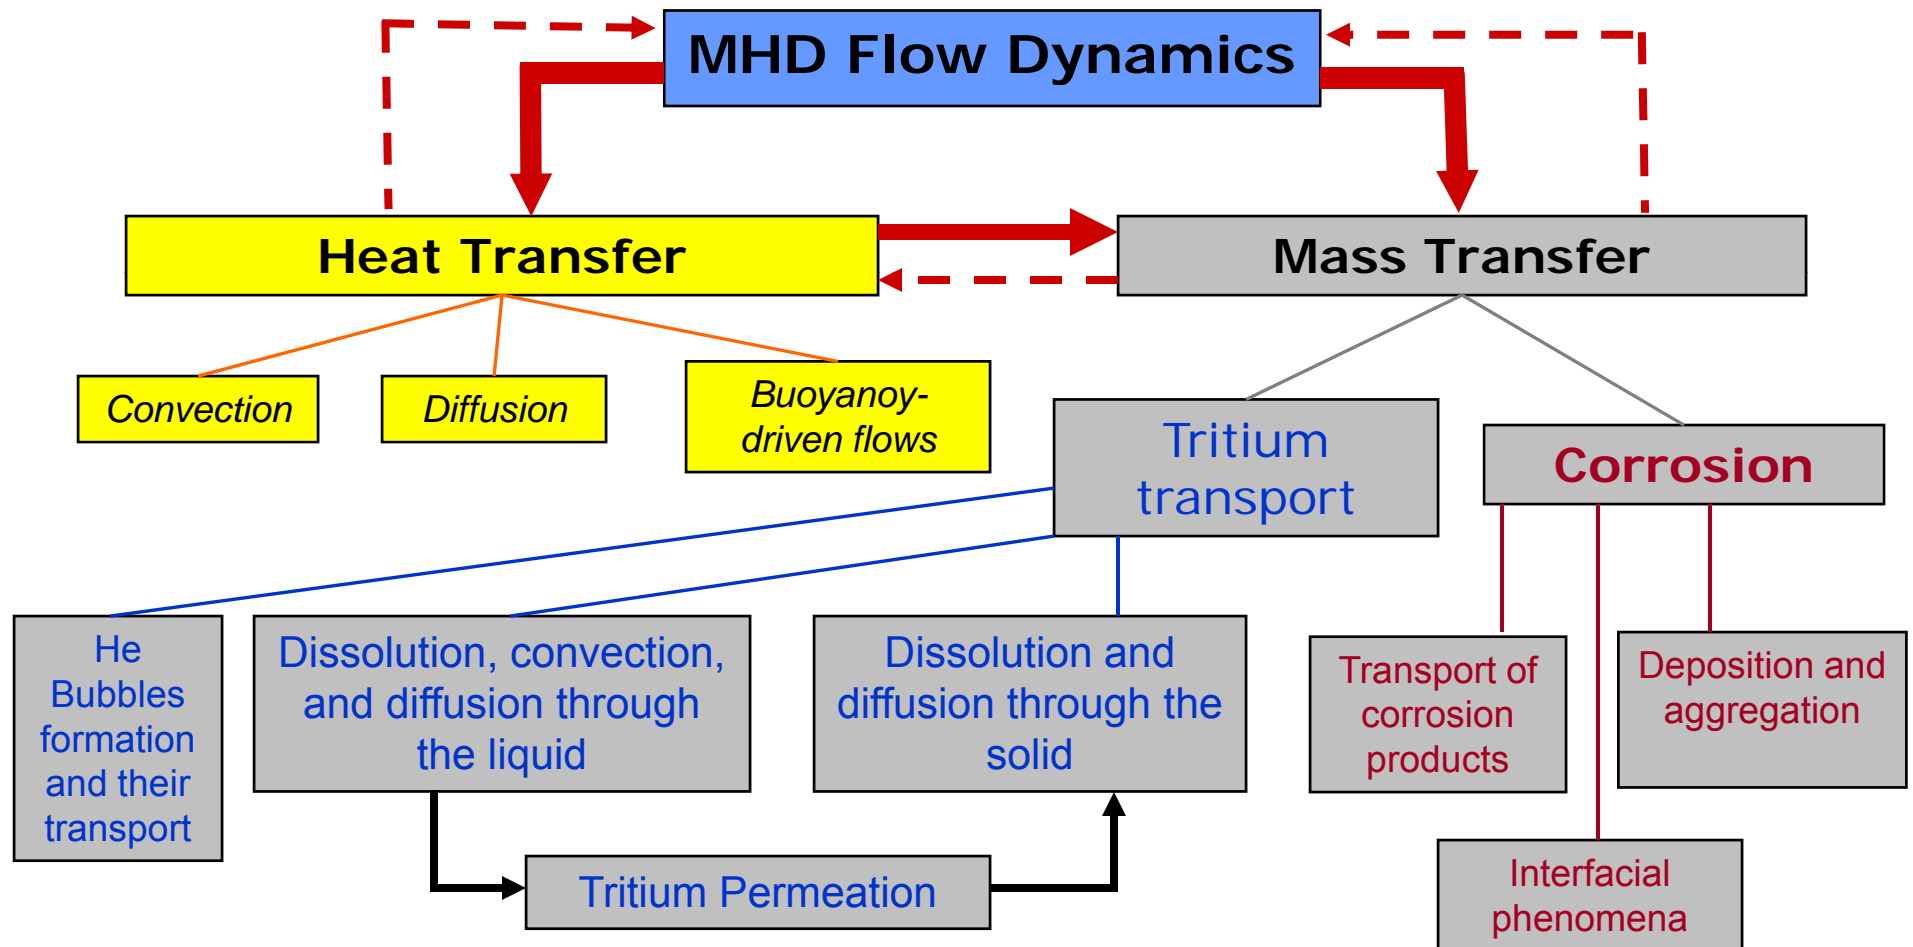 MHD Flow Dynamics
Heat Transfer
Mass Transfer
Convection
Diffusion
Buoyanoy-
driven flows
Tritium
transport
Corrosion
He
Bubbles
formation
and their
transport
Dissolution, convection,
and diffusion through
the liquid
Dissolution and
diffusion through the
solid
Transport of
corrosion
products
Deposition and
aggregation
Tritium Permeation
Interfacial
phenomena